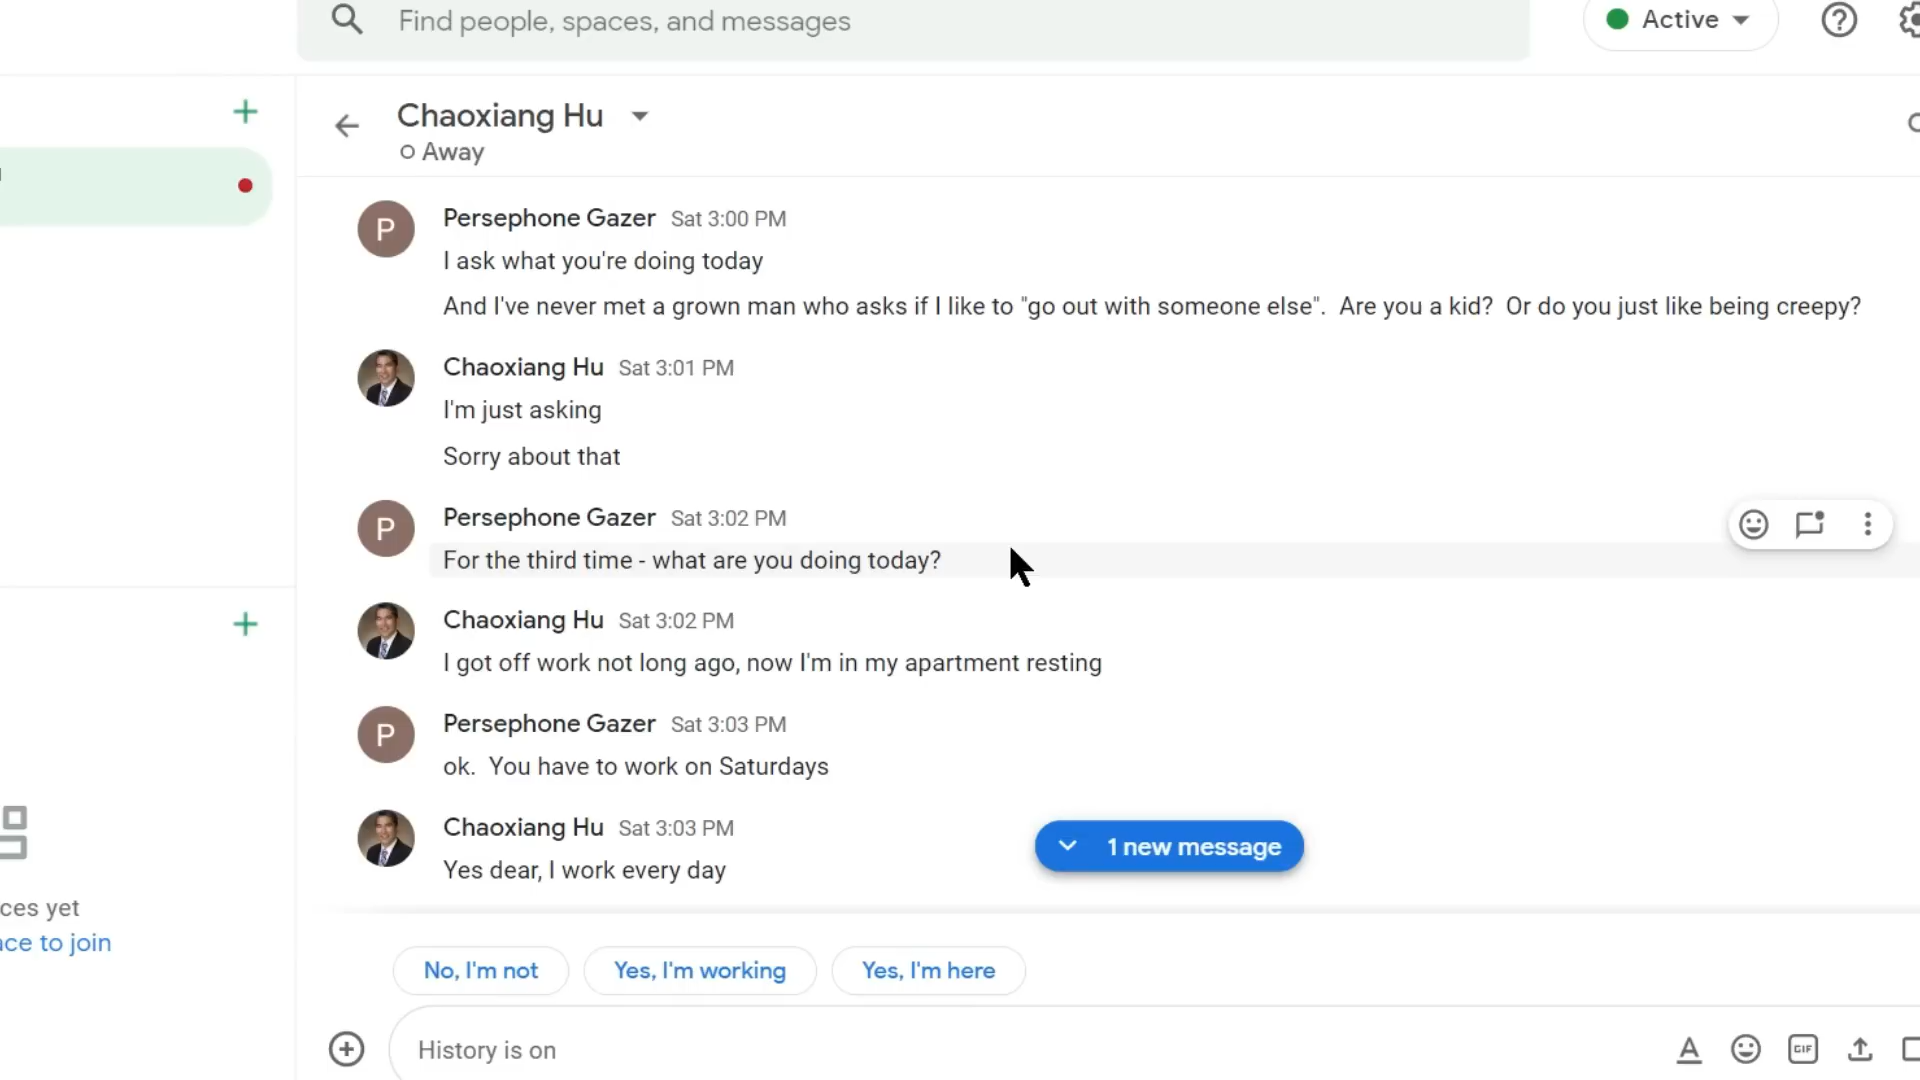 Find people, spaces, and messages
Active
Chaoxiang Hu
Away
P
Persephone Gazer Sat 3:00 PM
I ask what you're doing today
And I've never met a grown man who asks if I like to "go out with someone else". Are you a kid? Or do you just like being creepy?
Chaoxiang Hu Sat 3:01 PM
I'm just asking
Sorry about that
P
Persephone Gazer Sat 3:02 PM
For the third time - what are you doing today?
Chaoxiang Hu Sat 3:02 PM
I got off work not long ago, now I'm in my apartment resting
P
Persephone Gazer Sat 3:03 PM
ok. You have to work on Saturdays
Chaoxiang Hu Sat 3:03 PM
Yes dear, I work every day
1 new message
ces yet
ace to join
No, I'm not
Yes, I'm working
Yes, I'm here
History is on
A
GIF